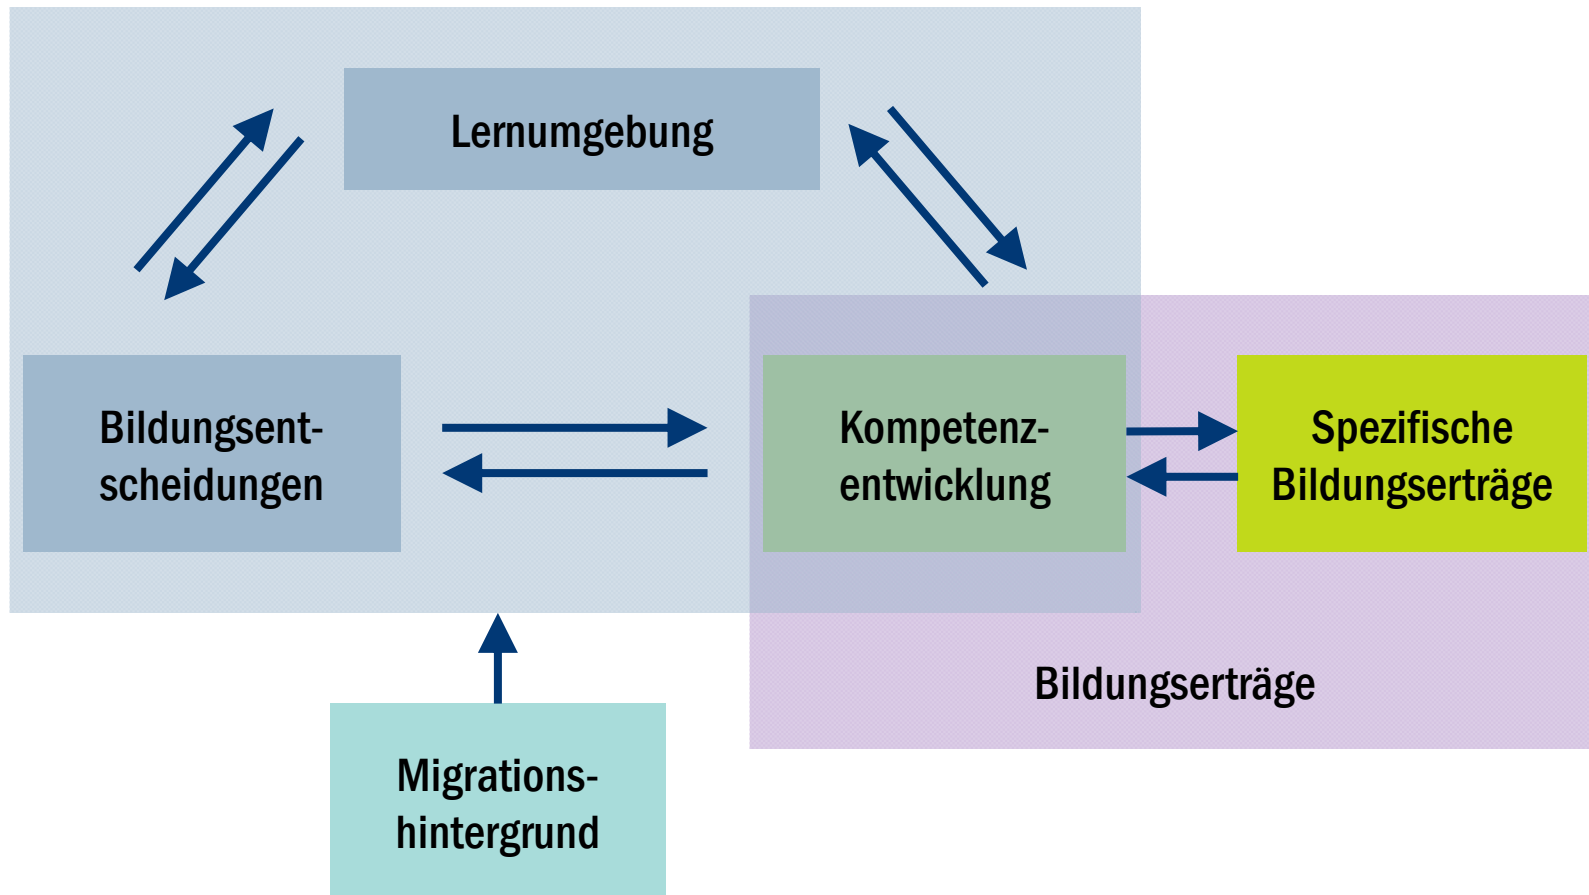 Lernumgebung
Bildungsent-
scheidungen
Kompetenz-
entwicklung
Spezifische
Bildungserträge
Bildungserträge
Migrations-
hintergrund